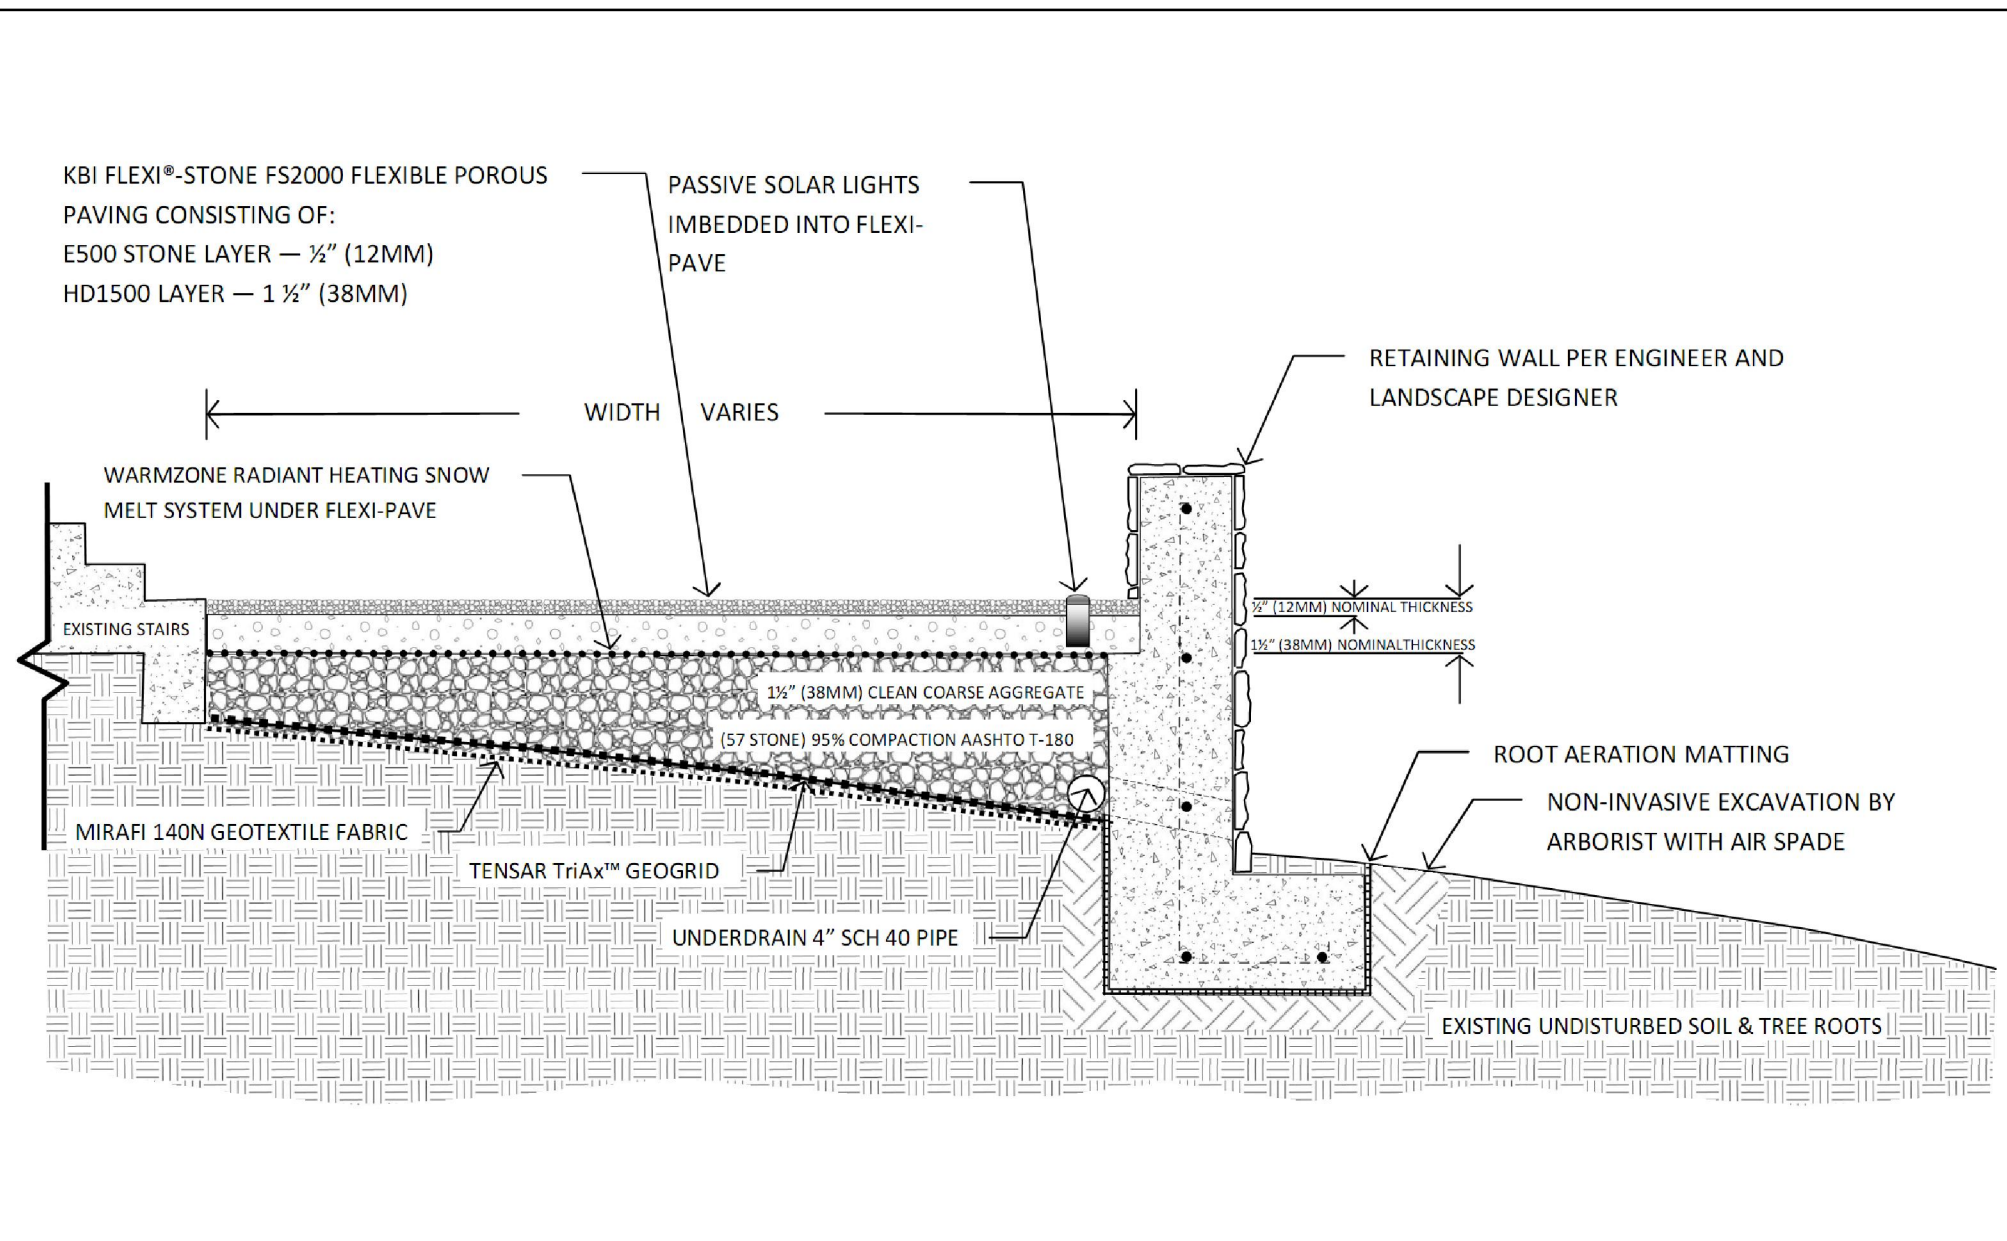 KBI FLEXI®-STONE FS2000 FLEXIBLE POROUS
PAVING CONSISTING OF:
E500 STONE LAYER — ½” (12MM)
HD1500 LAYER — 1 ½” (38MM)
PASSIVE SOLAR LIGHTS
IMBEDDED INTO FLEXI-
PAVE
RETAINING WALL PER ENGINEER AND
LANDSCAPE DESIGNER
WIDTH VARIES
WARMZONE RADIANT HEATING SNOW
MELT SYSTEM UNDER FLEXI-PAVE
EXISTING STAIRS
½” (12MM) NOMINAL THICKNESS
1½” (38MM) NOMINALTHICKNESS
1½” (38MM) CLEAN COARSE AGGREGATE
(57 STONE) 95% COMPACTION AASHTO T-180
ROOT AERATION MATTING
NON-INVASIVE EXCAVATION BY
ARBORIST WITH AIR SPADE
MIRAFI 140N GEOTEXTILE FABRIC
TENSAR TriAx™ GEOGRID
UNDERDRAIN 4” SCH 40 PIPE
EXISTING UNDISTURBED SOIL & TREE ROOTS